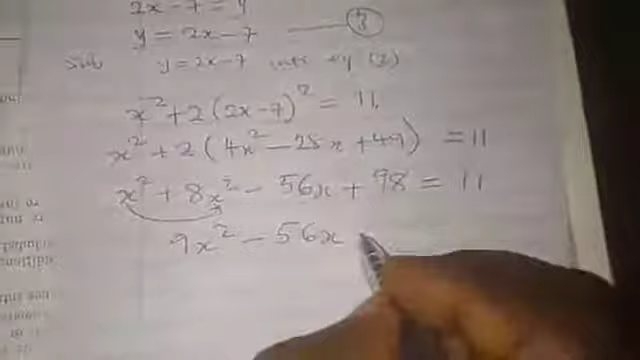 2x - 7 = y
y = 2x - 7 ——— ③
Sub y = 2x - 7 into eq (2)
x² + 2(2x - 7)² = 11
x² + 2(4x² - 28x + 49) = 11
x² + 8x² - 56x + 98 = 11
9x² - 56x